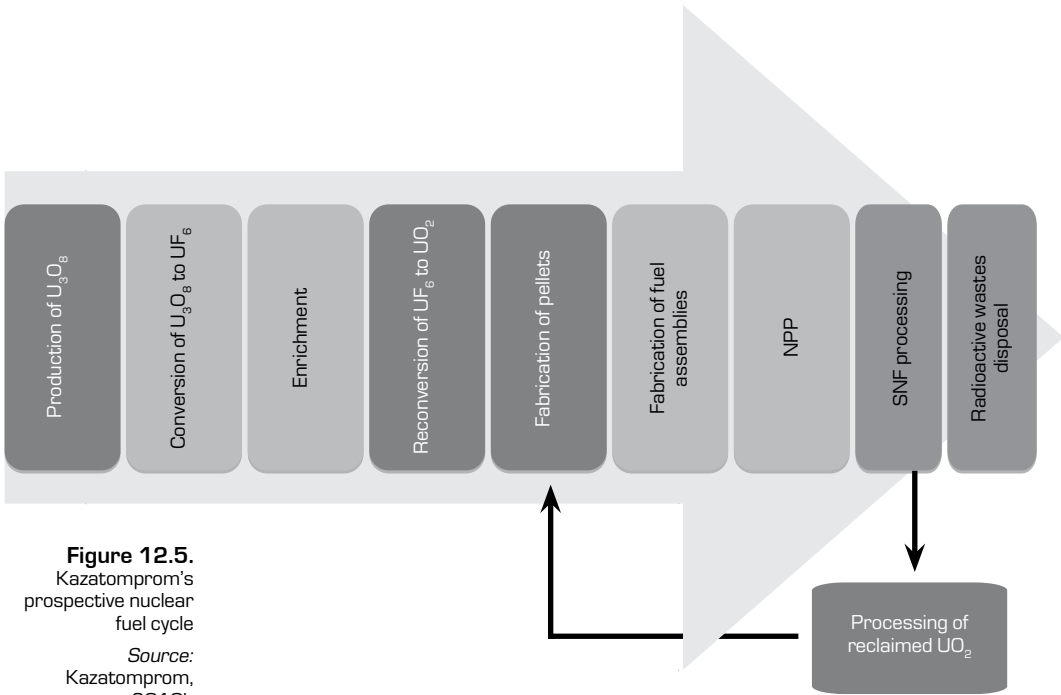 Production of U₃O₈
Conversion of U₃O₈ to UF₆
Enrichment
Reconversion of UF₆ to UO₂
Fabrication of pellets
Fabrication of fuel
assemblies
NPP
SNF processing
Radioactive wastes
disposal
Processing of
reclaimed UO₂
Figure 12.5.
Kazatomprom's
prospective nuclear
fuel cycle
Source:
Kazatomprom,